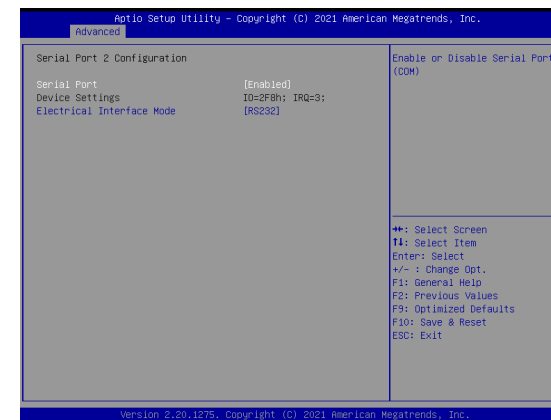 Aptio Setup Utility – Copyright (C) 2021 American Megatrends, Inc.
Advanced
Serial Port 2 Configuration
Serial Port [Enabled]
Device Settings IO=2F8h; IRQ=3;
Electrical Interface Mode [RS232]
Enable or Disable Serial Port
(COM)
→←: Select Screen
↑↓: Select Item
Enter: Select
+/- : Change Opt.
F1: General Help
F2: Previous Values
F9: Optimized Defaults
F10: Save & Reset
ESC: Exit
Version 2.20.1275. Copyright (C) 2021 American Megatrends, Inc.